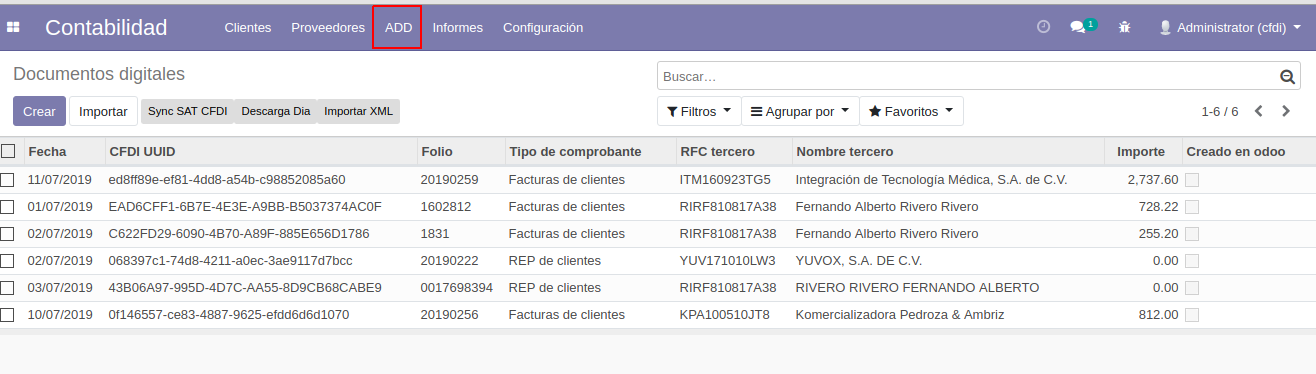 Contabilidad Clientes Proveedores ADD Informes Configuración 1 Administrator (cfdi)
Documentos digitales Buscar...
Crear Importar Sync SAT CFDI Descarga Dia Importar XML Filtros Agrupar por Favoritos 1-6 / 6
Fecha CFDI UUID Folio Tipo de comprobante RFC tercero Nombre tercero Importe Creado en odoo
11/07/2019 ed8ff89e-ef81-4dd8-a54b-c98852085a60 20190259 Facturas de clientes ITM160923TG5 Integración de Tecnología Médica, S.A. de C.V. 2,737.60
01/07/2019 EAD6CFF1-6B7E-4E3E-A9BB-B5037374AC0F 1602812 Facturas de clientes RIRF810817A38 Fernando Alberto Rivero Rivero 728.22
02/07/2019 C622FD29-6090-4B70-A89F-885E656D1786 1831 Facturas de clientes RIRF810817A38 Fernando Alberto Rivero Rivero 255.20
02/07/2019 068397c1-74d8-4211-a0ec-3ae9117d7bcc 20190222 REP de clientes YUV171010LW3 YUVOX, S.A. DE C.V. 0.00
03/07/2019 43B06A97-995D-4D7C-AA55-8D9CB68CABE9 0017698394 REP de clientes RIRF810817A38 RIVERO RIVERO FERNANDO ALBERTO 0.00
10/07/2019 0f146557-ce83-4887-9625-efdd6d6d1070 20190256 Facturas de clientes KPA100510JT8 Komercializadora Pedroza & Ambriz 812.00